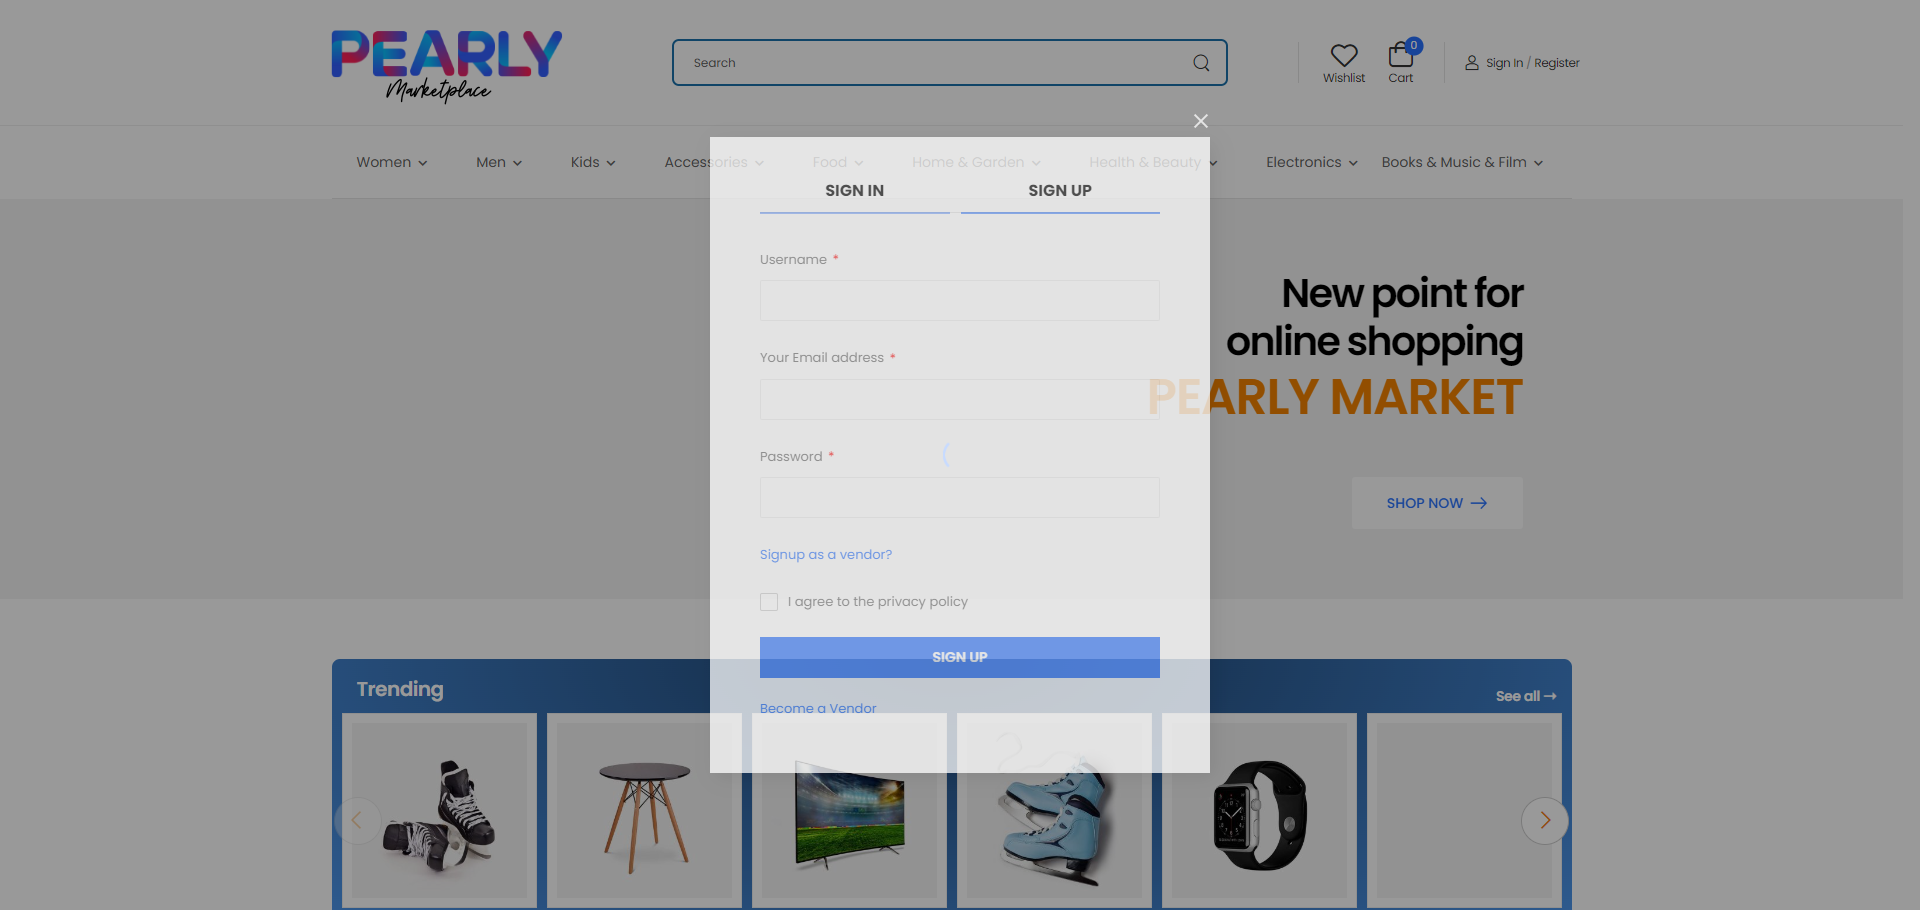 PEARLY
Marketplace
Search
Wishlist
0
Cart
Sign In / Register
Women
Men
Kids
Accessories
Food
Home & Garden
Health & Beauty
Electronics
Books & Music & Film
SIGN IN
SIGN UP
Username *
Your Email address *
Password *
Signup as a vendor?
I agree to the privacy policy
SIGN UP
Become a Vendor
New point for
online shopping
PEARLY MARKET
SHOP NOW →
Trending
See all →